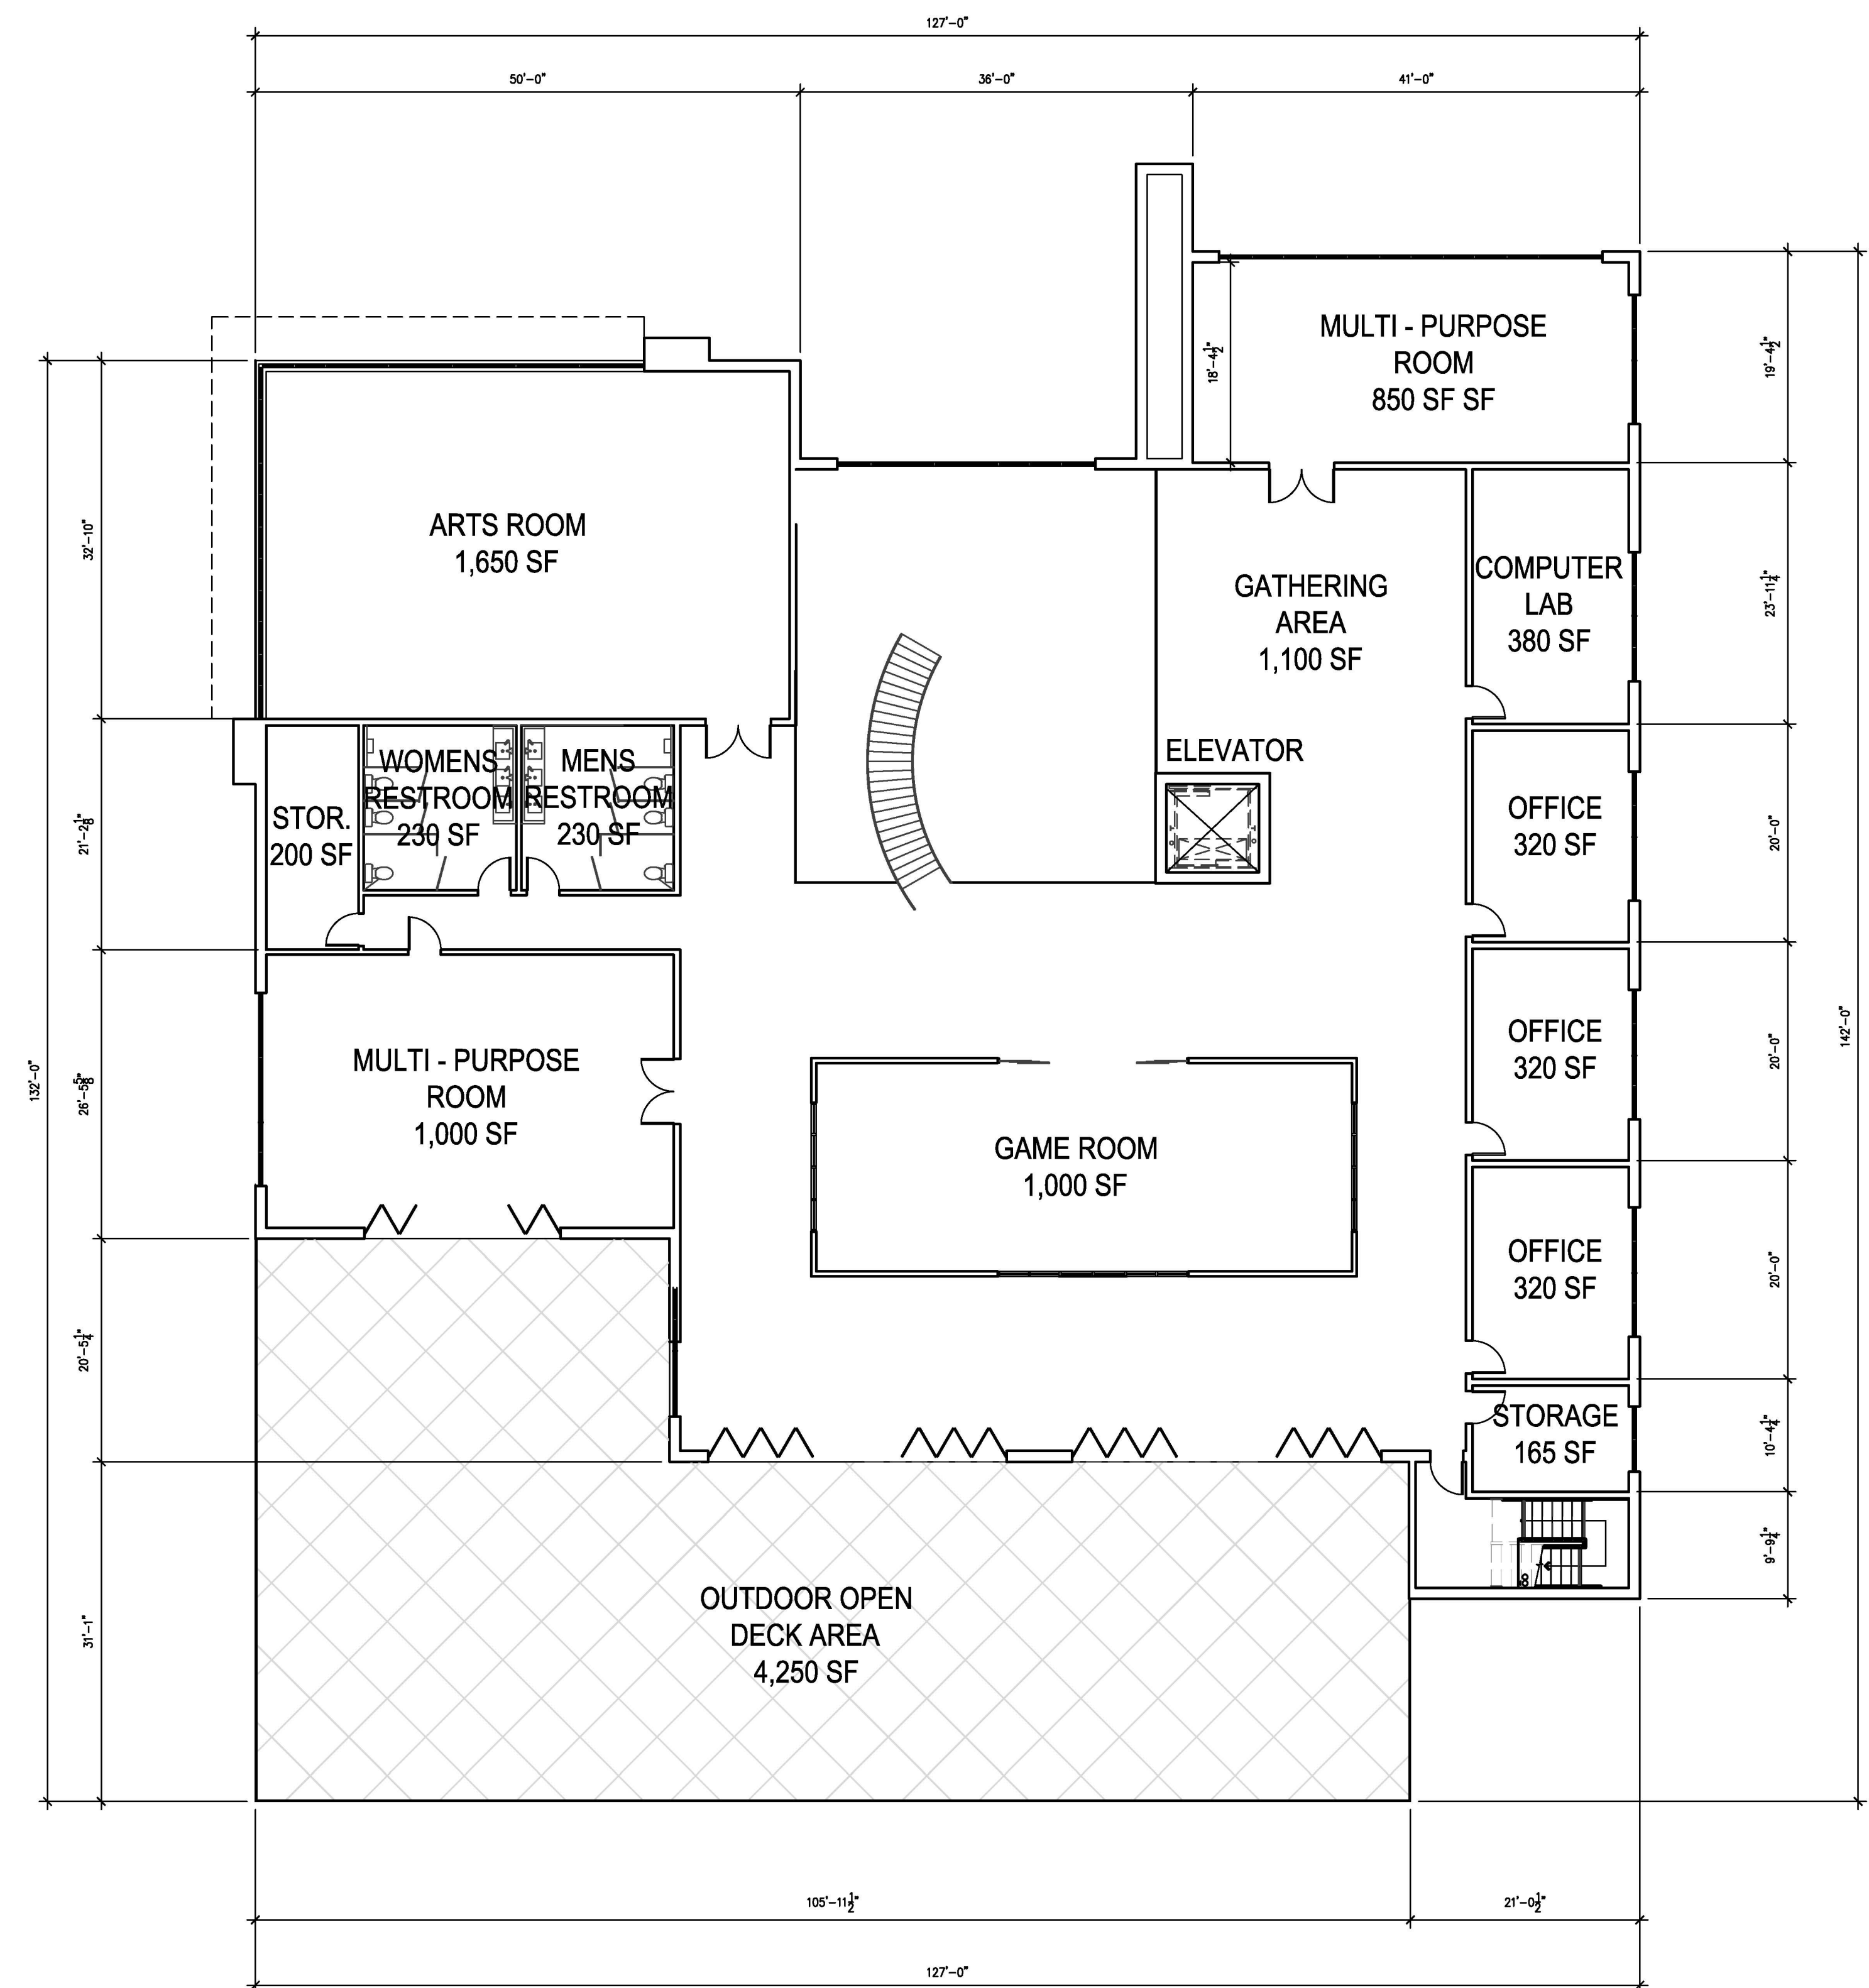 127'-0"
50'-0"
36'-0"
41'-0"
MULTI - PURPOSE
ROOM
850 SF SF
18'-4 1/2"
19'-4 1/2"
ARTS ROOM
1,650 SF
32'-10"
GATHERING
AREA
1,100 SF
COMPUTER
LAB
380 SF
23'-11 1/4"
ELEVATOR
WOMENS
RESTROOM
230 SF
MENS
RESTROOM
230 SF
STOR.
200 SF
21'-2 1/8"
OFFICE
320 SF
20'-0"
OFFICE
320 SF
20'-0"
142'-0"
132'-0"
MULTI - PURPOSE
ROOM
1,000 SF
26'-5 5/8"
GAME ROOM
1,000 SF
OFFICE
320 SF
20'-0"
20'-5 1/4"
STORAGE
165 SF
10'-4 1/4"
9'-9 1/4"
OUTDOOR OPEN
DECK AREA
4,250 SF
31'-1"
105'-11 1/2"
21'-0 1/2"
127'-0"